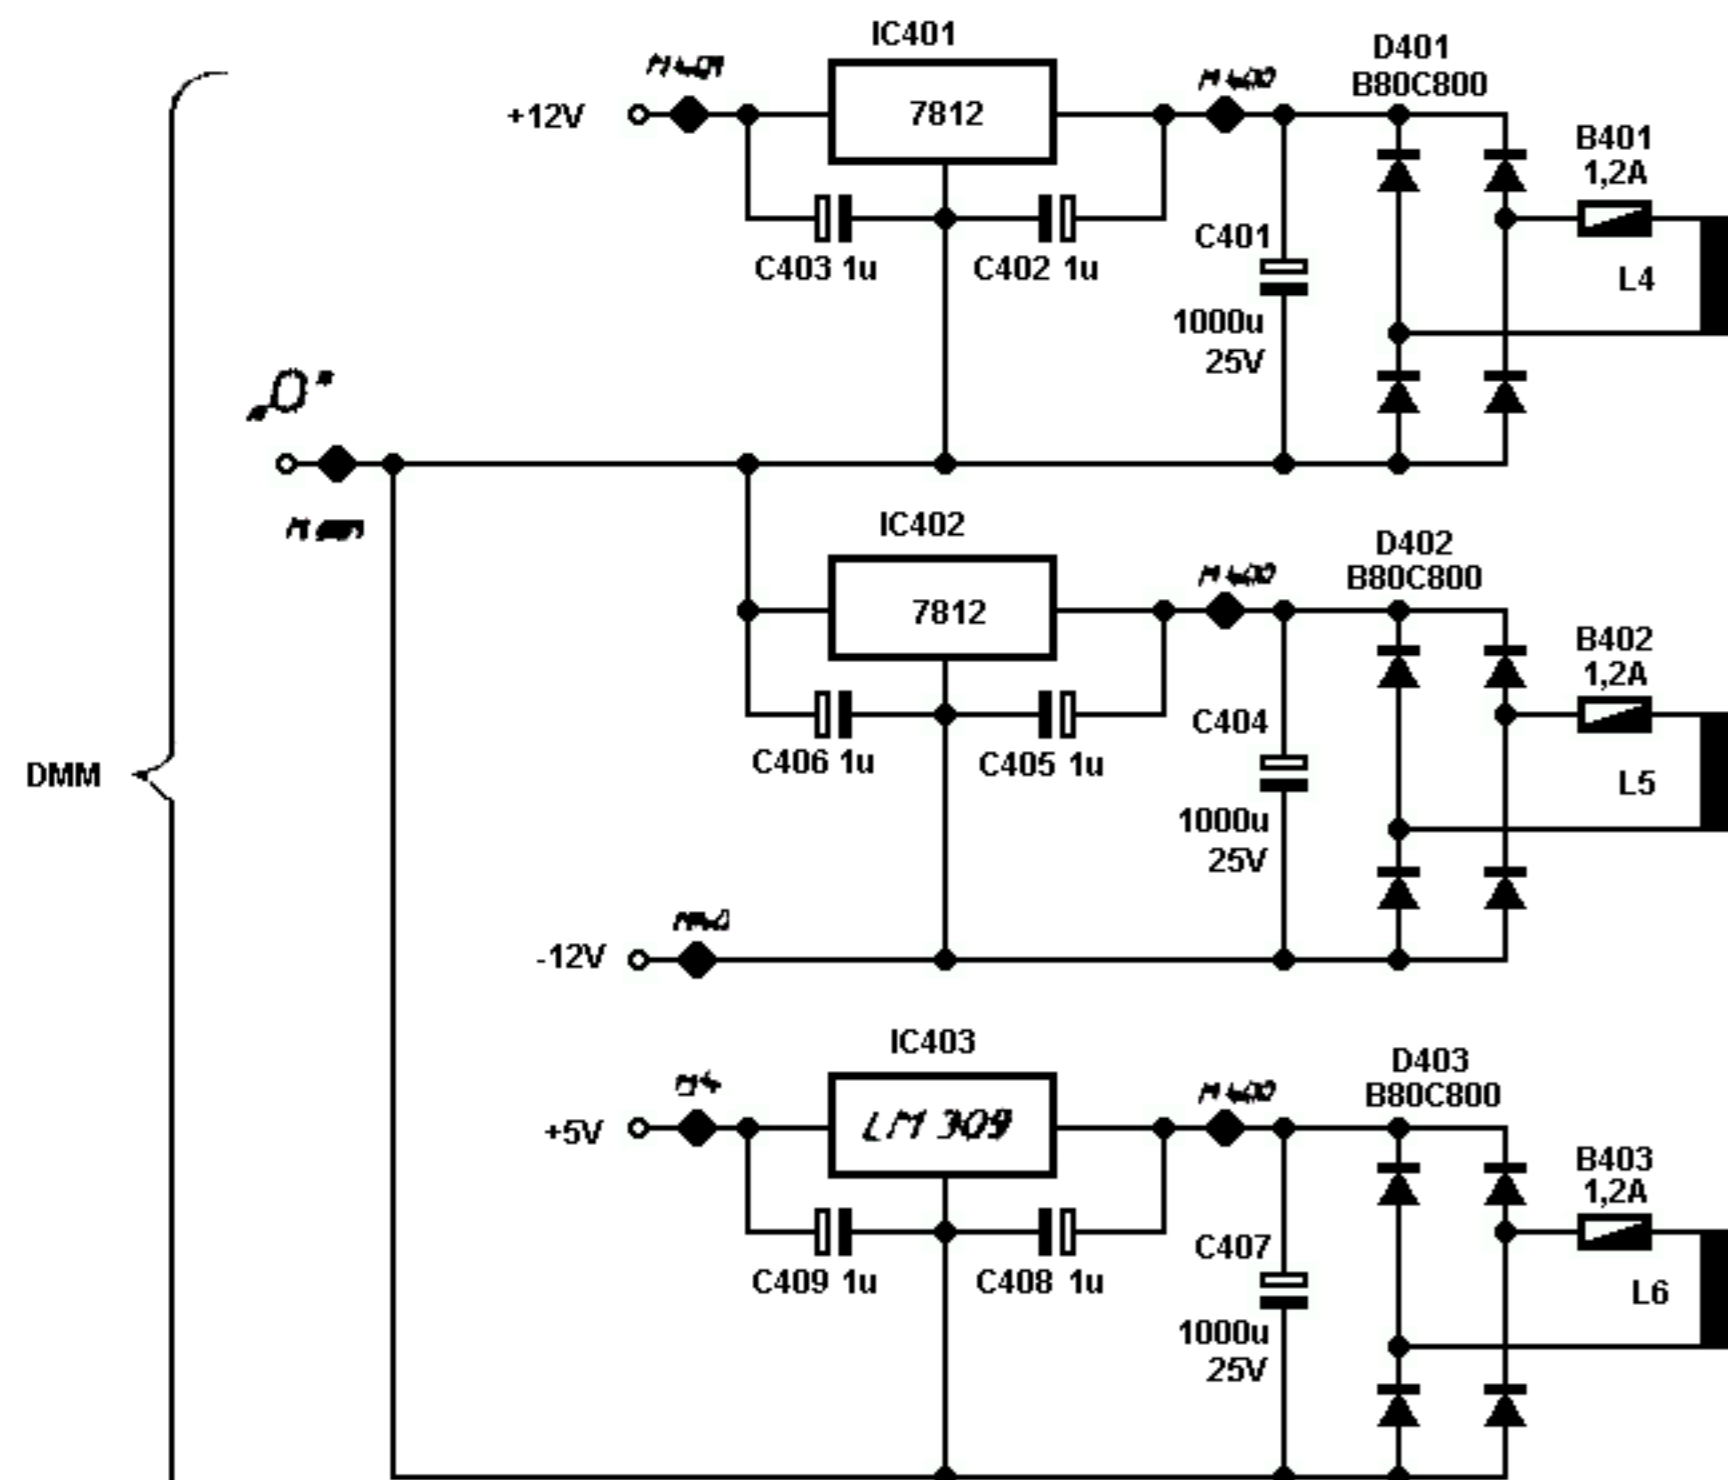 IC401
D401
B80C800
+12V
7812
B401
1,2A
C403 1u
C402 1u
C401
L4
1000u
25V
„0"
IC402
D402
B80C800
7812
B402
1,2A
C406 1u
C405 1u
C404
L5
DMM
1000u
25V
-12V
IC403
D403
B80C800
+5V
LM 309
B403
1,2A
C409 1u
C408 1u
C407
L6
1000u
25V